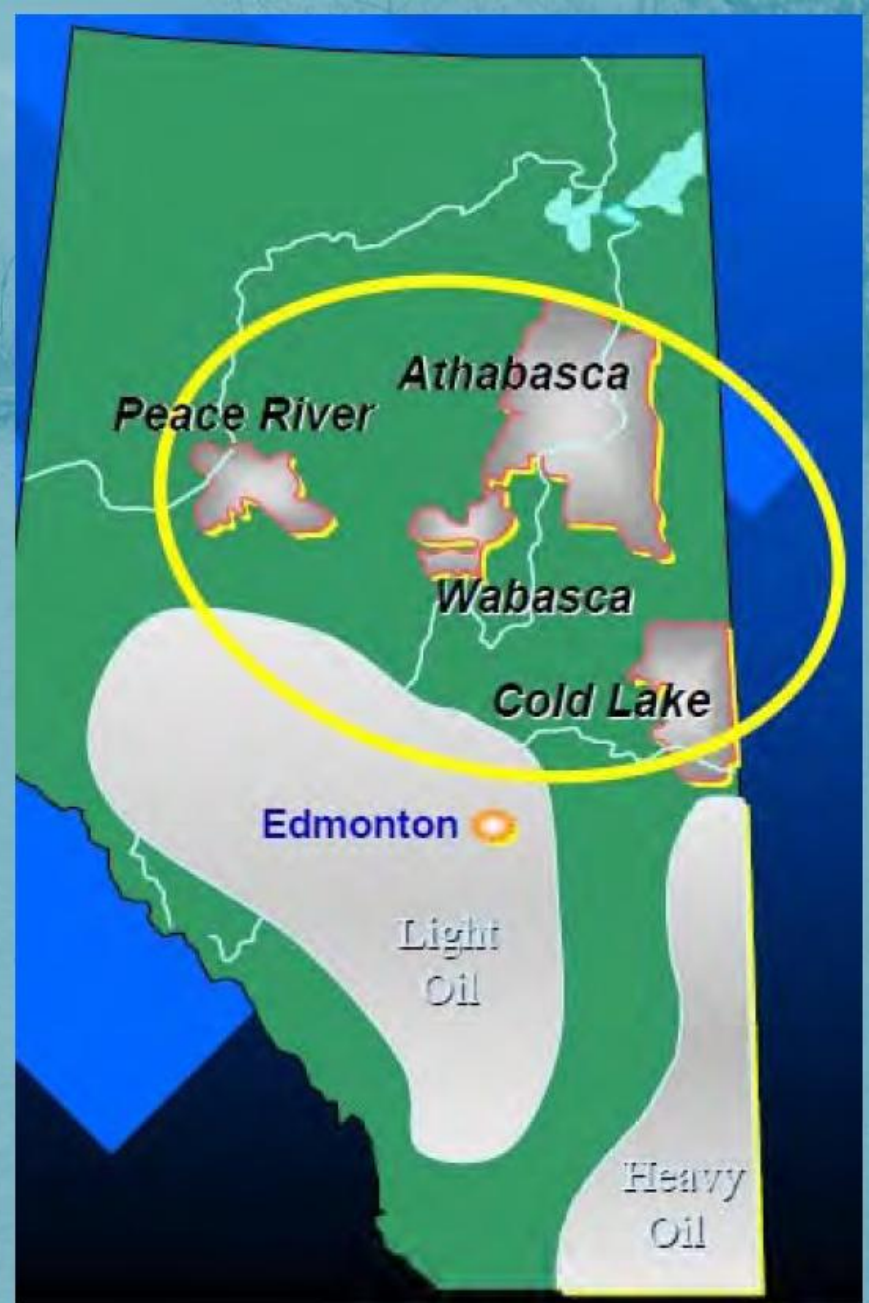 Athabasca
Peace River
Wabasca
Cold Lake
Edmonton
Light
Oil
Heavy
Oil